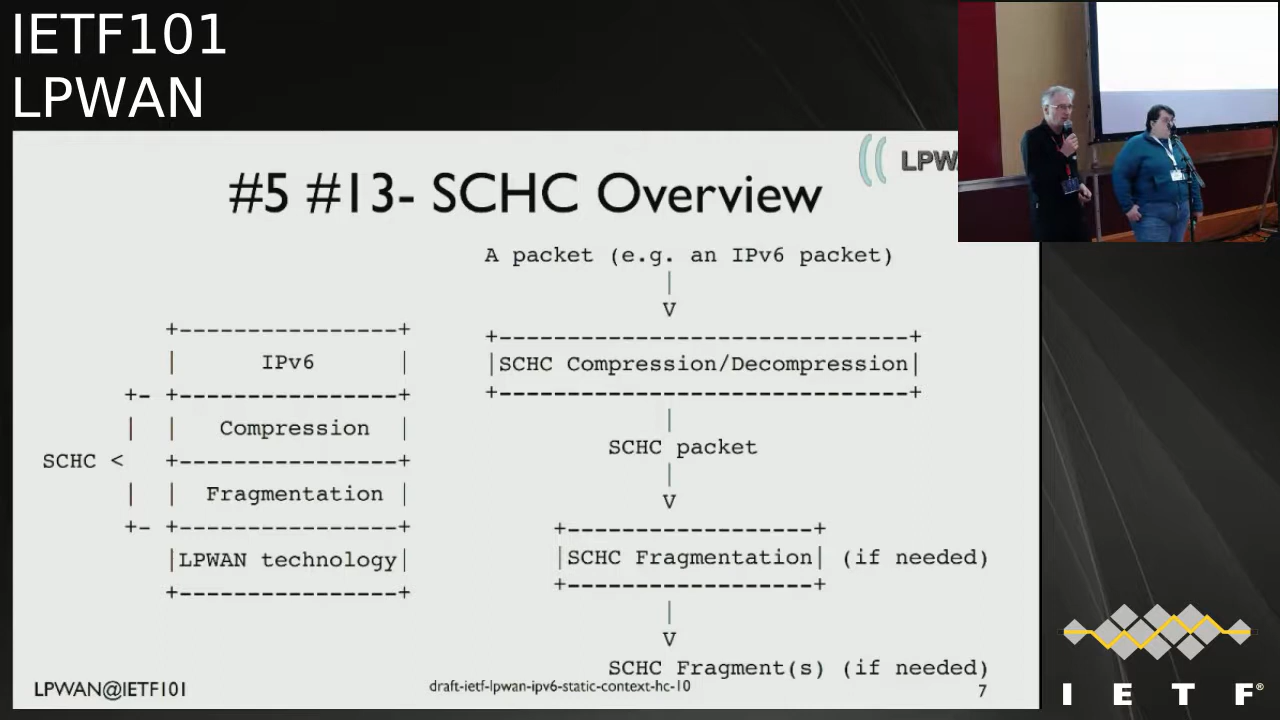 IETF101
LPWAN
LPW
#5 #13- SCHC Overview
A packet (e.g. an IPv6 packet)
|
V
+----------------+
| IPv6 |
+- +----------------+
| | Compression |
SCHC < +----------------+
| | Fragmentation |
+- +----------------+
|LPWAN technology|
+----------------+
+------------------------------+
|SCHC Compression/Decompression|
+------------------------------+
|
SCHC packet
|
V
+------------------+
|SCHC Fragmentation| (if needed)
+------------------+
|
V
SCHC Fragment(s) (if needed)
LPWAN@IETF101
draft-ietf-lpwan-ipv6-static-context-hc-10
7
I E T F®